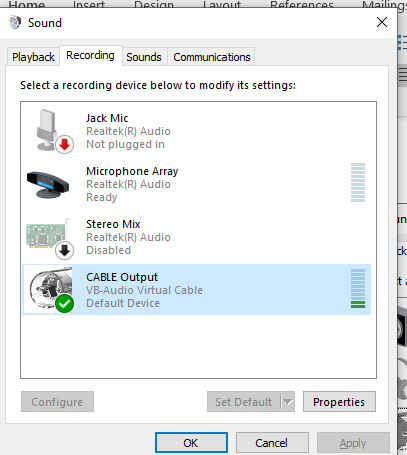 Home Insert Design Layout References Mailings
Sound
Playback Recording Sounds Communications
Select a recording device below to modify its settings:
Jack Mic
Realtek(R) Audio
Not plugged in
Microphone Array
Realtek(R) Audio
Ready
Stereo Mix
Realtek(R) Audio
Disabled
CABLE Output
VB-Audio Virtual Cable
Default Device
Configure Set Default Properties
OK Cancel Apply